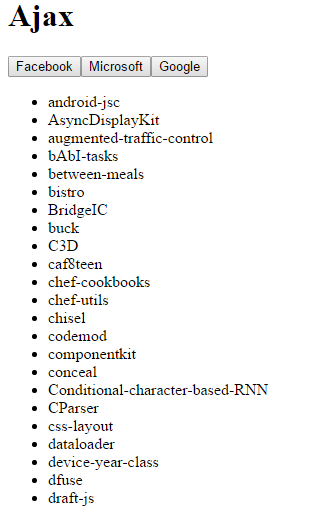 Ajax
Facebook Microsoft Google
android-jsc
AsyncDisplayKit
augmented-traffic-control
bAbI-tasks
between-meals
bistro
BridgeIC
buck
C3D
caf8teen
chef-cookbooks
chef-utils
chisel
codemod
componentkit
conceal
Conditional-character-based-RNN
CParser
css-layout
dataloader
device-year-class
dfuse
draft-js